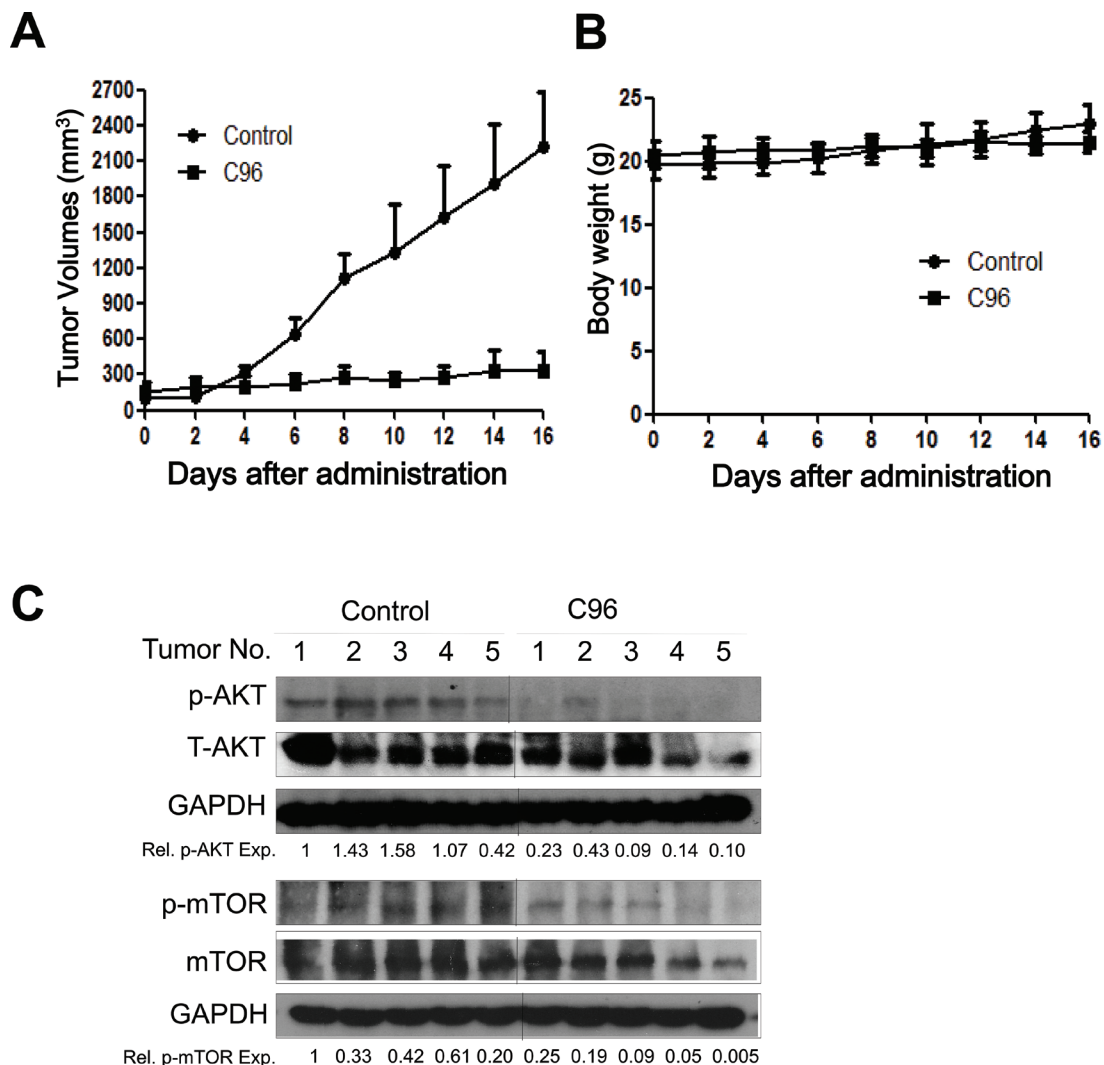 A
Tumor Volumes (mm³)
2700
2400
2100
1800
1500
1200
900
600
300
0
Control
C96
0 2 4 6 8 10 12 14 16
Days after administration
B
Body weight (g)
25
20
15
10
5
0
Control
C96
0 2 4 6 8 10 12 14 16
Days after administration
C
Control C96
Tumor No. 1 2 3 4 5 1 2 3 4 5
p-AKT
T-AKT
GAPDH
Rel. p-AKT Exp. 1 1.43 1.58 1.07 0.42 0.23 0.43 0.09 0.14 0.10
p-mTOR
mTOR
GAPDH
Rel. p-mTOR Exp. 1 0.33 0.42 0.61 0.20 0.25 0.19 0.09 0.05 0.005